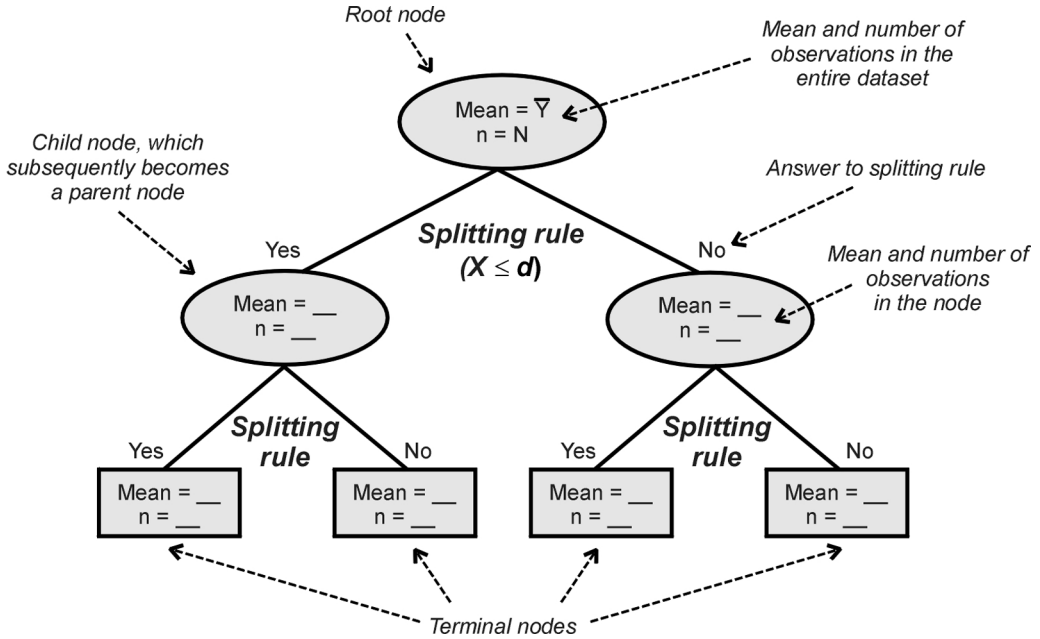 Root node
Mean and number of
observations in the
entire dataset
Mean = Y̅
n = N
Child node, which
subsequently becomes
a parent node
Answer to splitting rule
Yes
Splitting rule
(X ≤ d)
No
Mean and number of
observations
in the node
Mean = __
n = __
Mean = __
n = __
Yes
Splitting
rule
No
Yes
Splitting
rule
No
Mean = __
n = __
Mean = __
n = __
Mean = __
n = __
Mean = __
n = __
Terminal nodes